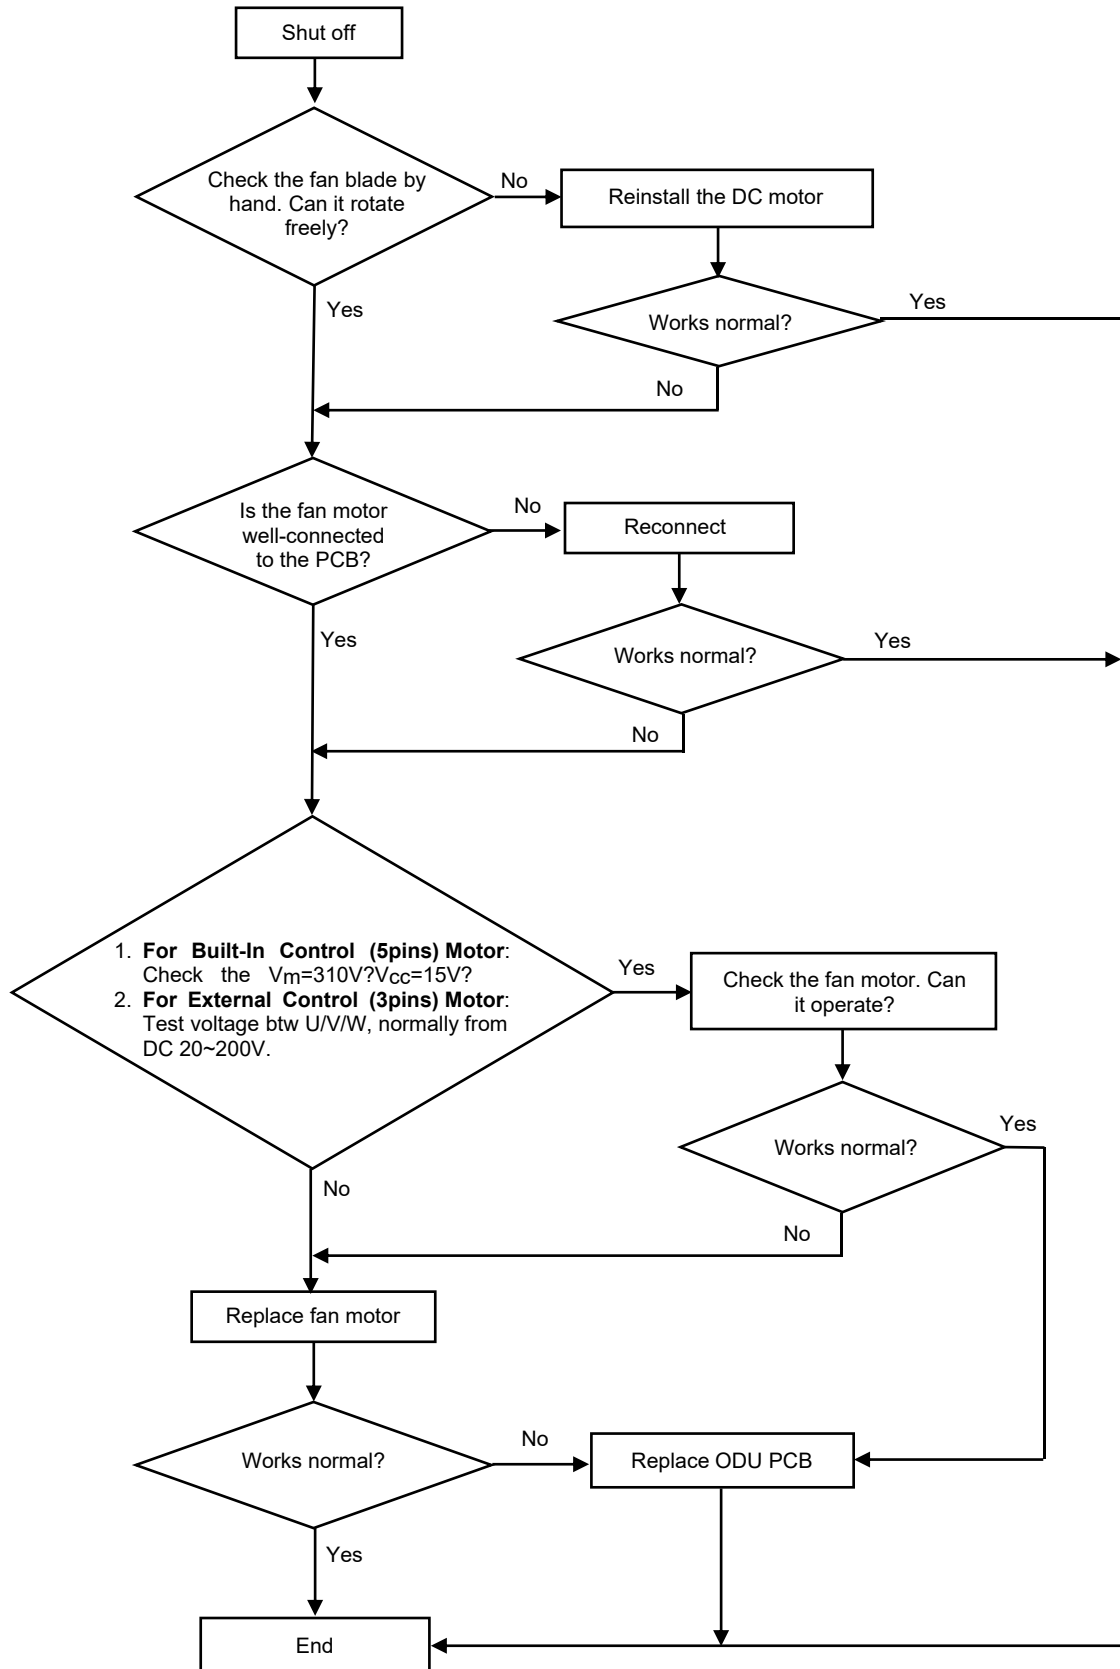 Shut off
Check the fan blade by
hand. Can it rotate
freely?
No
Reinstall the DC motor
Yes
Works normal?
Yes
No
Is the fan motor
well-connected
to the PCB?
No
Reconnect
Yes
Works normal?
Yes
No
1. For Built-In Control (5pins) Motor:
Check the Vm=310V?Vcc=15V?
2. For External Control (3pins) Motor:
Test voltage btw U/V/W, normally from
DC 20~200V.
Yes
Check the fan motor. Can
it operate?
Works normal?
Yes
No
No
Replace fan motor
Works normal?
No
Replace ODU PCB
Yes
End